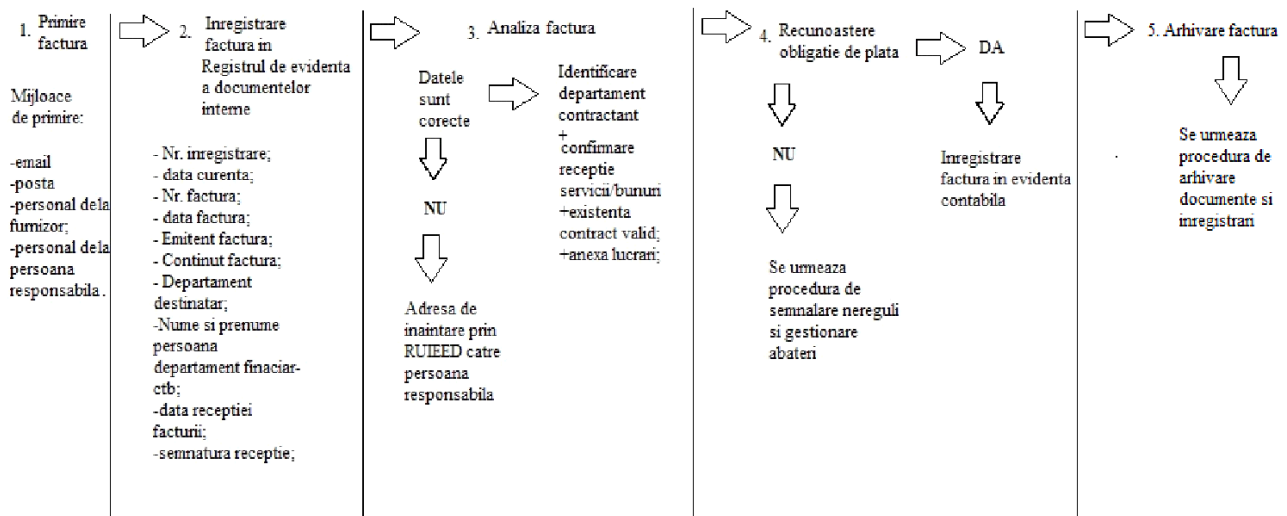 1. Primire
factura
Mijloace
de primire:
-email
-posta
-personal dela
furnizor;
-personal dela
persoana
responsabila.
2. Inregistrare
factura in
Registrul de evidenta
a documentelor
interne
- Nr. inregistrare;
- data curenta;
- Nr. factura;
- data factura;
- Emitent factura;
- Continut factura;
- Departament
destinatar;
-Nume si prenume
persoana
departament finaciar-
ctb;
-data receptiei
facturii;
-semnatura receptie;
3. Analiza factura
Datele
sunt
corecte
NU
Adresa de
inaintare prin
RUIEED catre
persoana
responsabila
Identificare
departament
contractant
+
confirmare
receptie
servicii/bunuri
+existenta
contract valid;
+anexa lucrari;
4. Recunoastere
obligatie de plata
NU
Se urmeaza
procedura de
semnalare nereguli
si gestionare
abateri
DA
Inregistrare
factura in evidenta
contabila
5. Arhivare factura
Se urmeaza
procedura de
arhivare
documente si
inregistrari